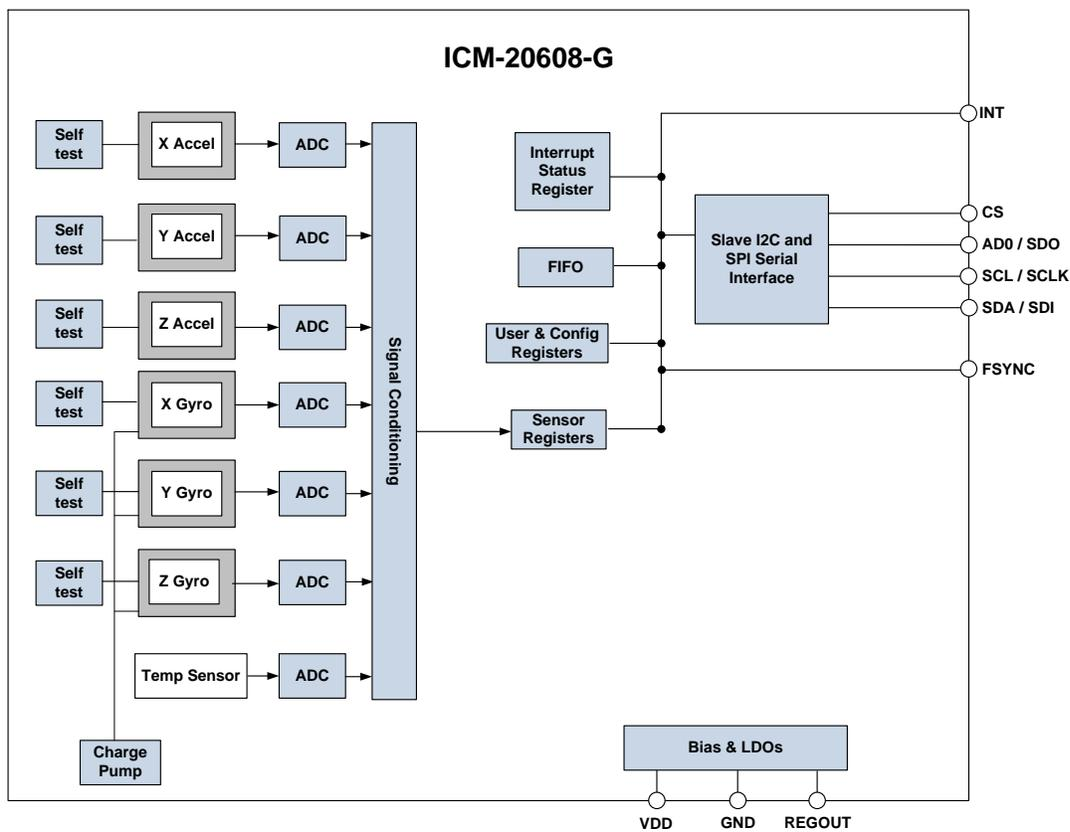 ICM-20608-G
Self
test
X Accel
ADC
Self
test
Y Accel
ADC
Self
test
Z Accel
ADC
Self
test
X Gyro
ADC
Self
test
Y Gyro
ADC
Self
test
Z Gyro
ADC
Temp Sensor
ADC
Charge
Pump
Signal Conditioning
Interrupt
Status
Register
FIFO
User & Config
Registers
Sensor
Registers
Slave I2C and
SPI Serial
Interface
INT
CS
AD0 / SDO
SCL / SCLK
SDA / SDI
FSYNC
Bias & LDOs
VDD
GND
REGOUT